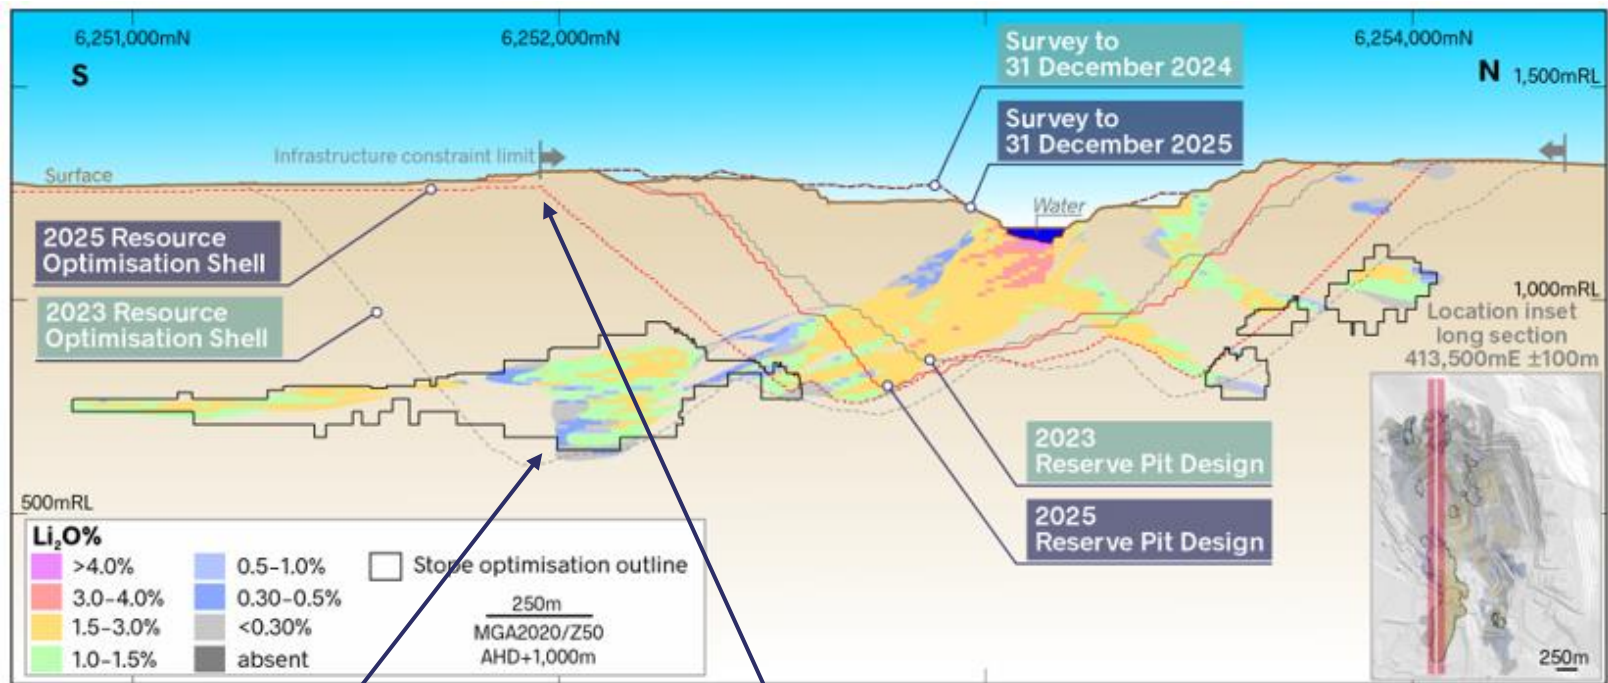 6,251,000mN
6,252,000mN
6,254,000mN
S
N
1,500mRL
Survey to
31 December 2024
Survey to
31 December 2025
Infrastructure constraint limit
Surface
Water
2025 Resource
Optimisation Shell
2023 Resource
Optimisation Shell
1,000mRL
Location inset
long section
413,500mE ±100m
2023
Reserve Pit Design
2025
Reserve Pit Design
500mRL
Li₂O%
>4.0%
3.0–4.0%
1.5–3.0%
1.0–1.5%
0.5–1.0%
0.30–0.5%
<0.30%
absent
Stope optimisation outline
250m
MGA2020/Z50
AHD+1,000m
250m